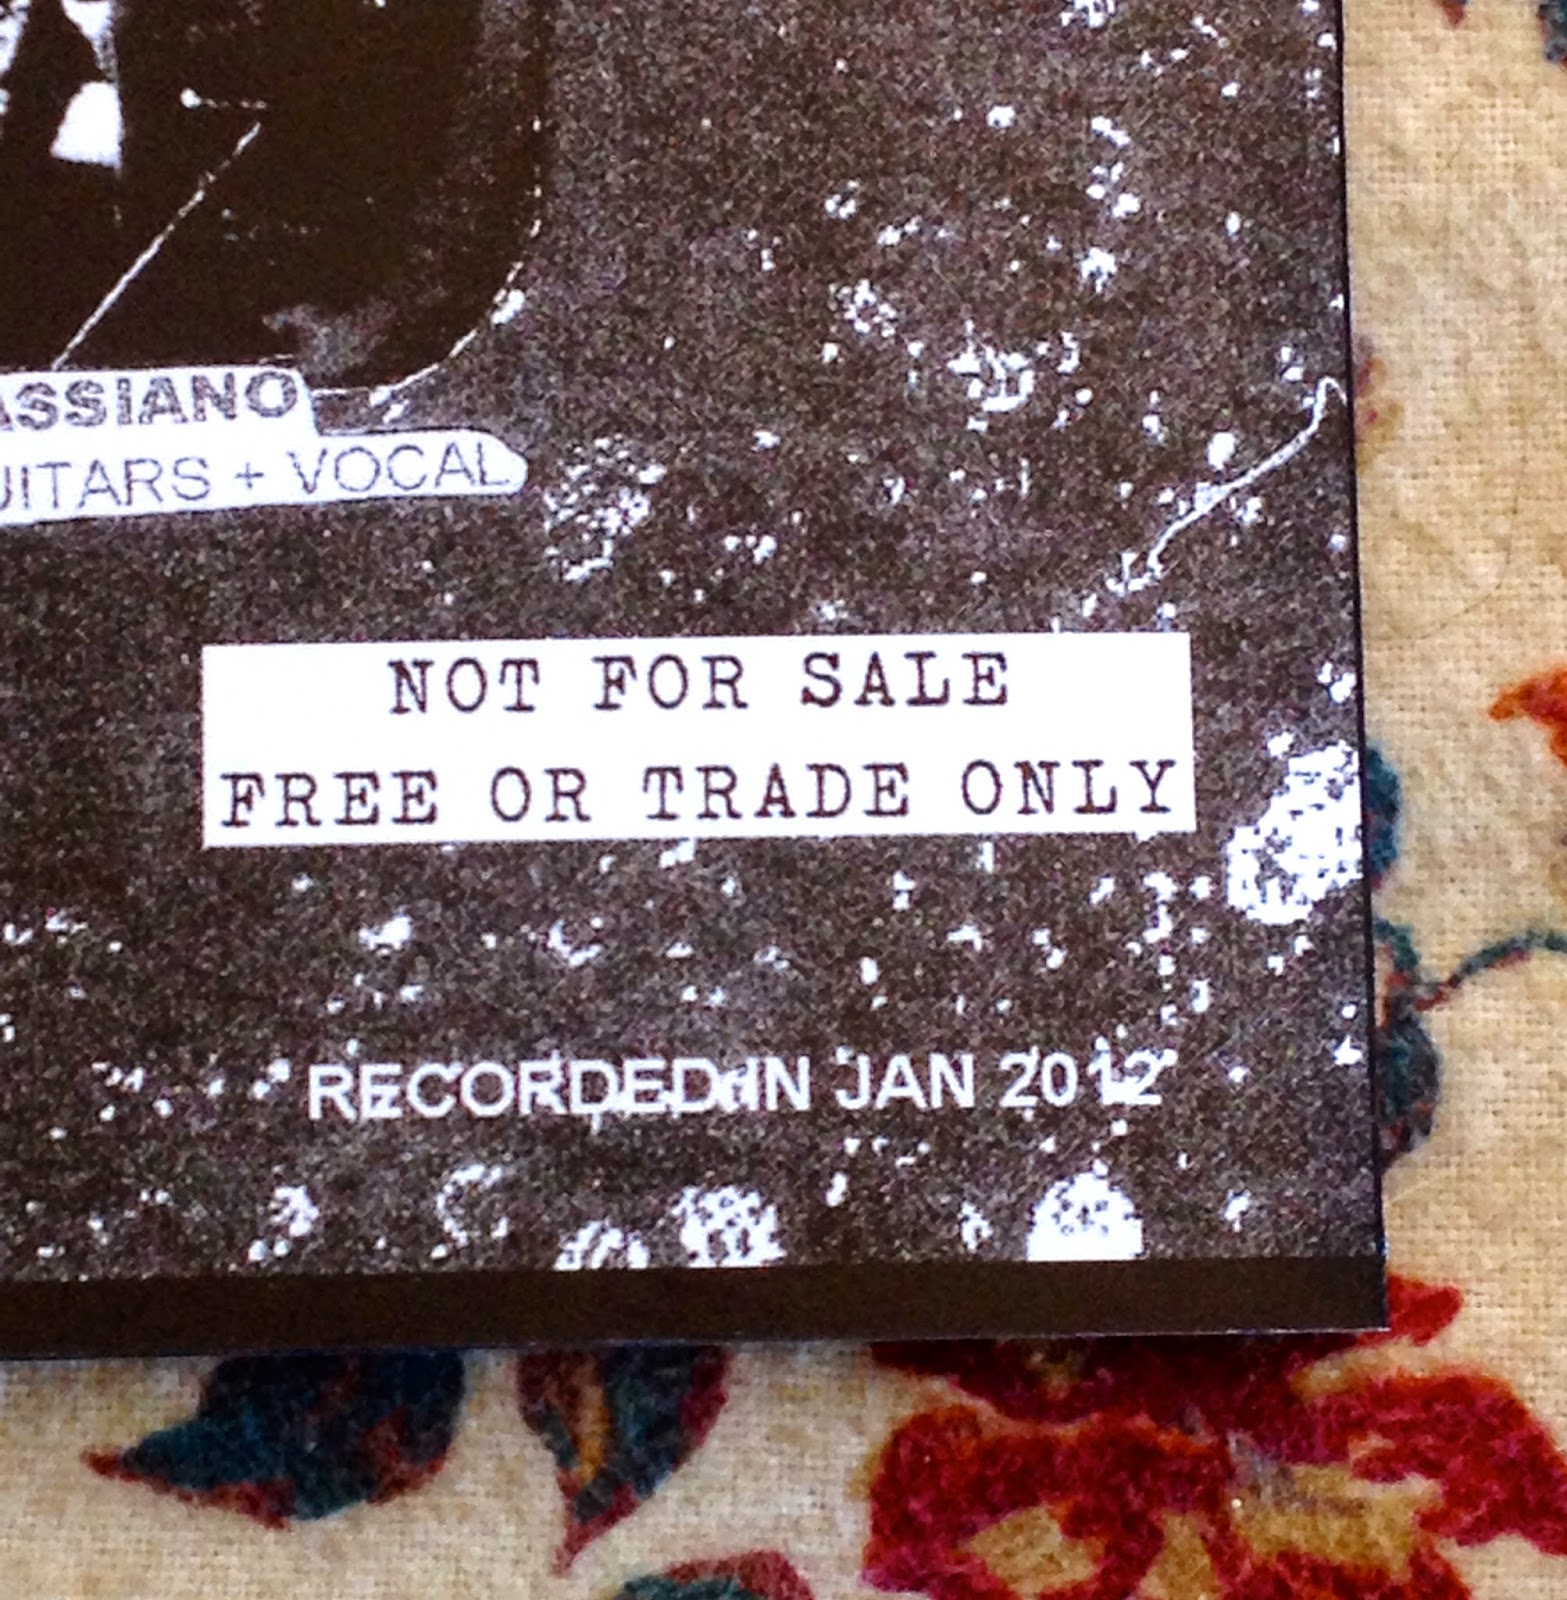 ASSIANO
UITARS + VOCAL
NOT FOR SALE
FREE OR TRADE ONLY
RECORDED IN JAN 2012